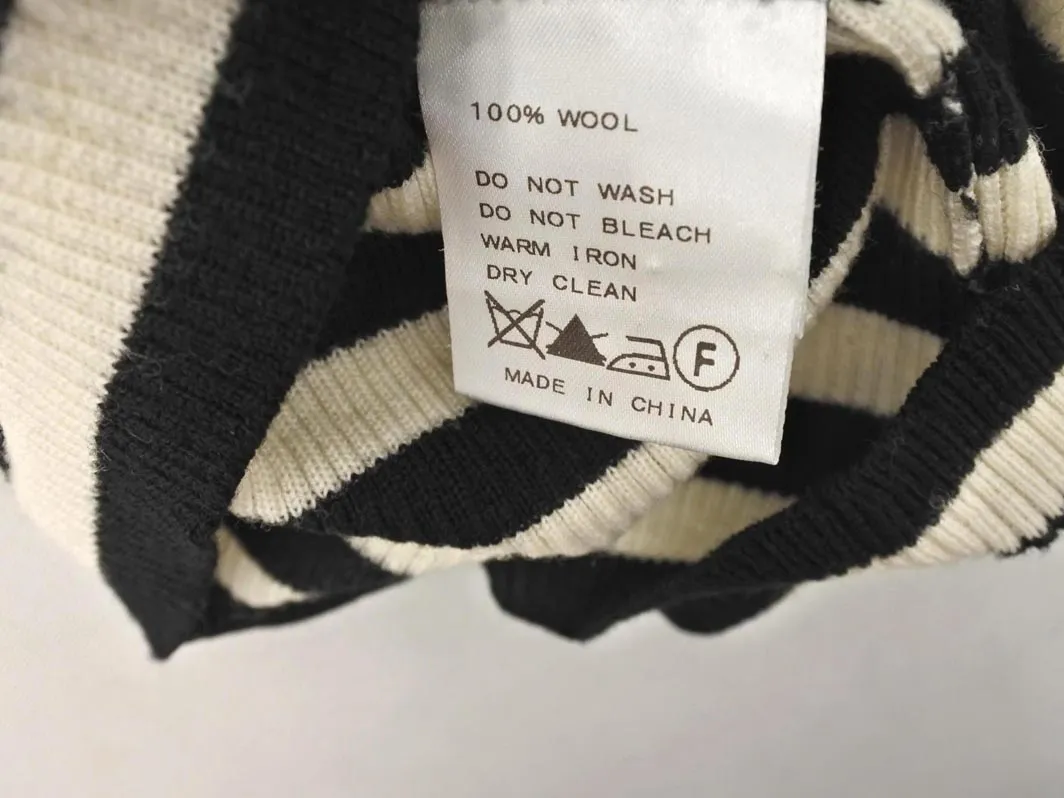 100% WOOL
DO NOT WASH
DO NOT BLEACH
WARM IRON
DRY CLEAN
F
MADE IN CHINA